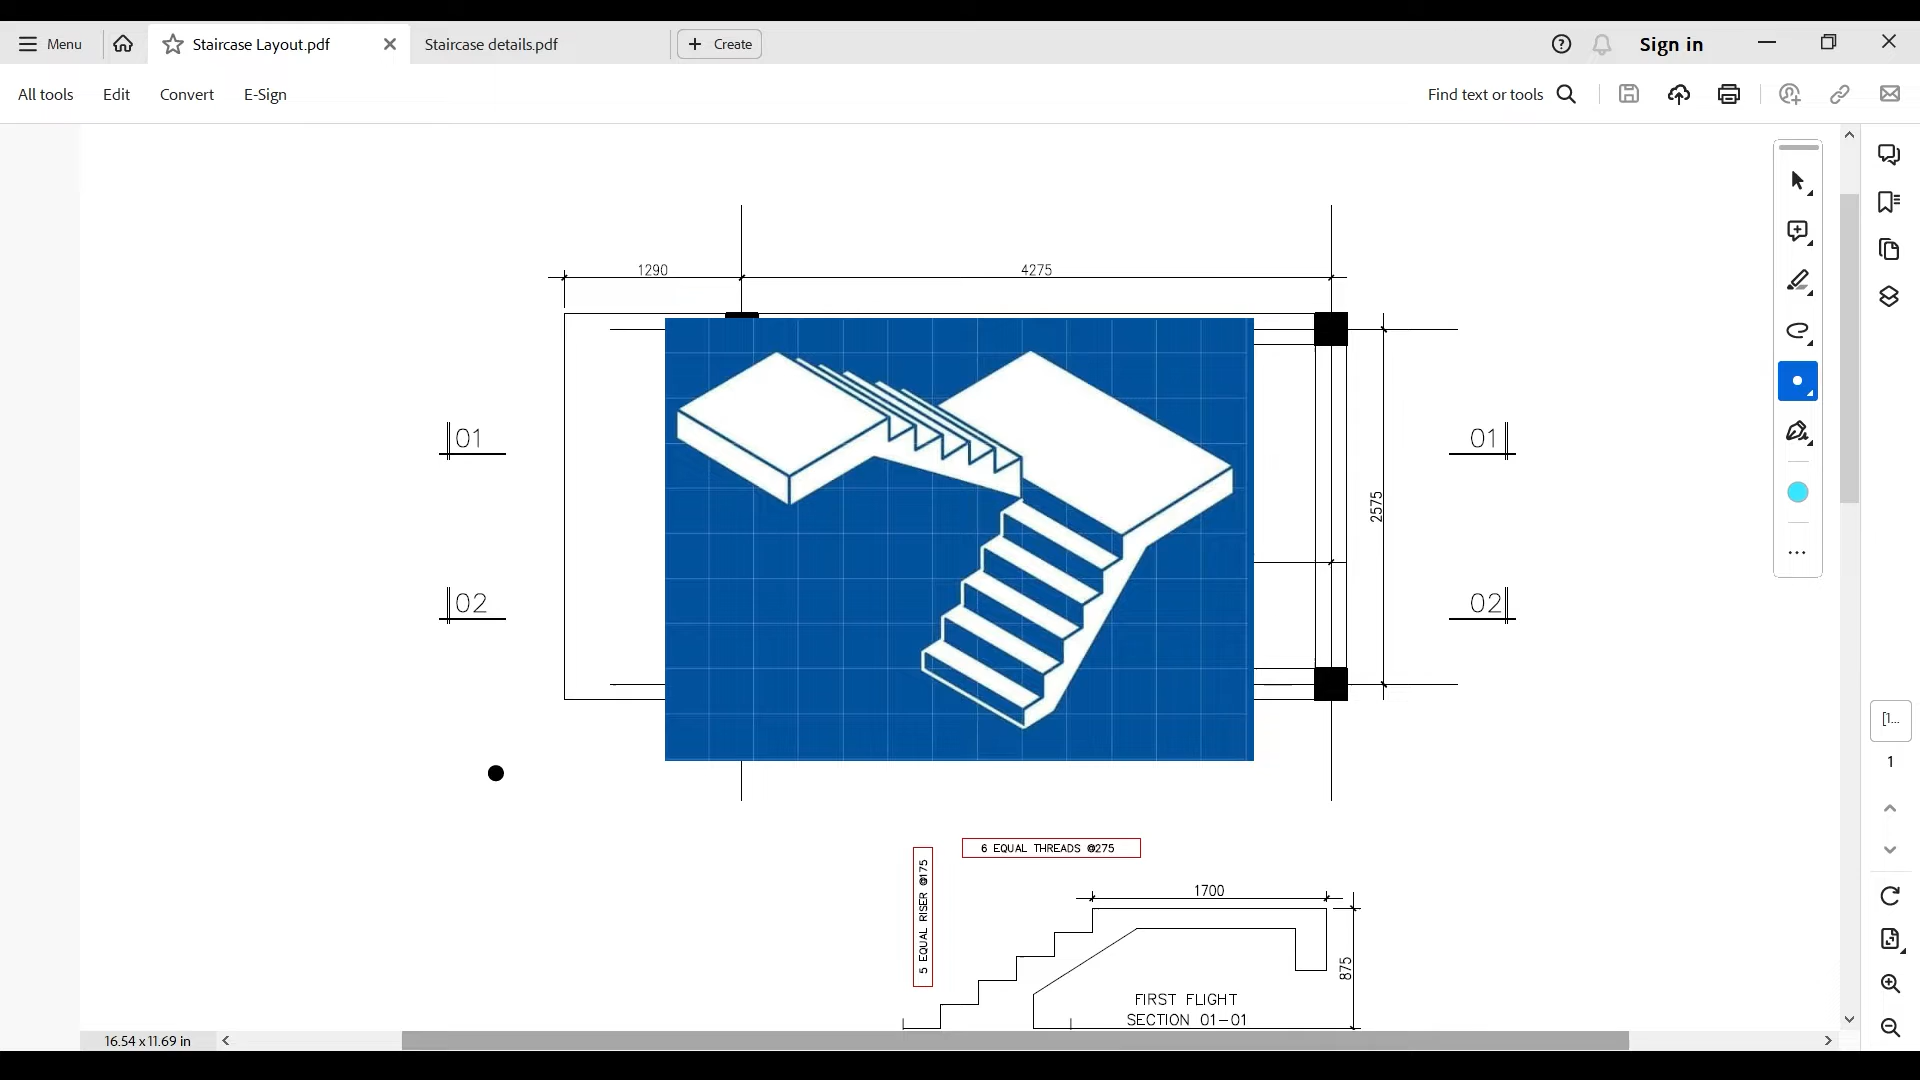 Menu
Staircase Layout.pdf
Staircase details.pdf
Create
Sign in
All tools
Edit
Convert
E-Sign
Find text or tools
1290
4275
01
01
2575
02
02
[1...
1
6 EQUAL THREADS @275
5 EQUAL RISER @175
1700
875
FIRST FLIGHT
SECTION 01-01
16.54 x 11.69 in